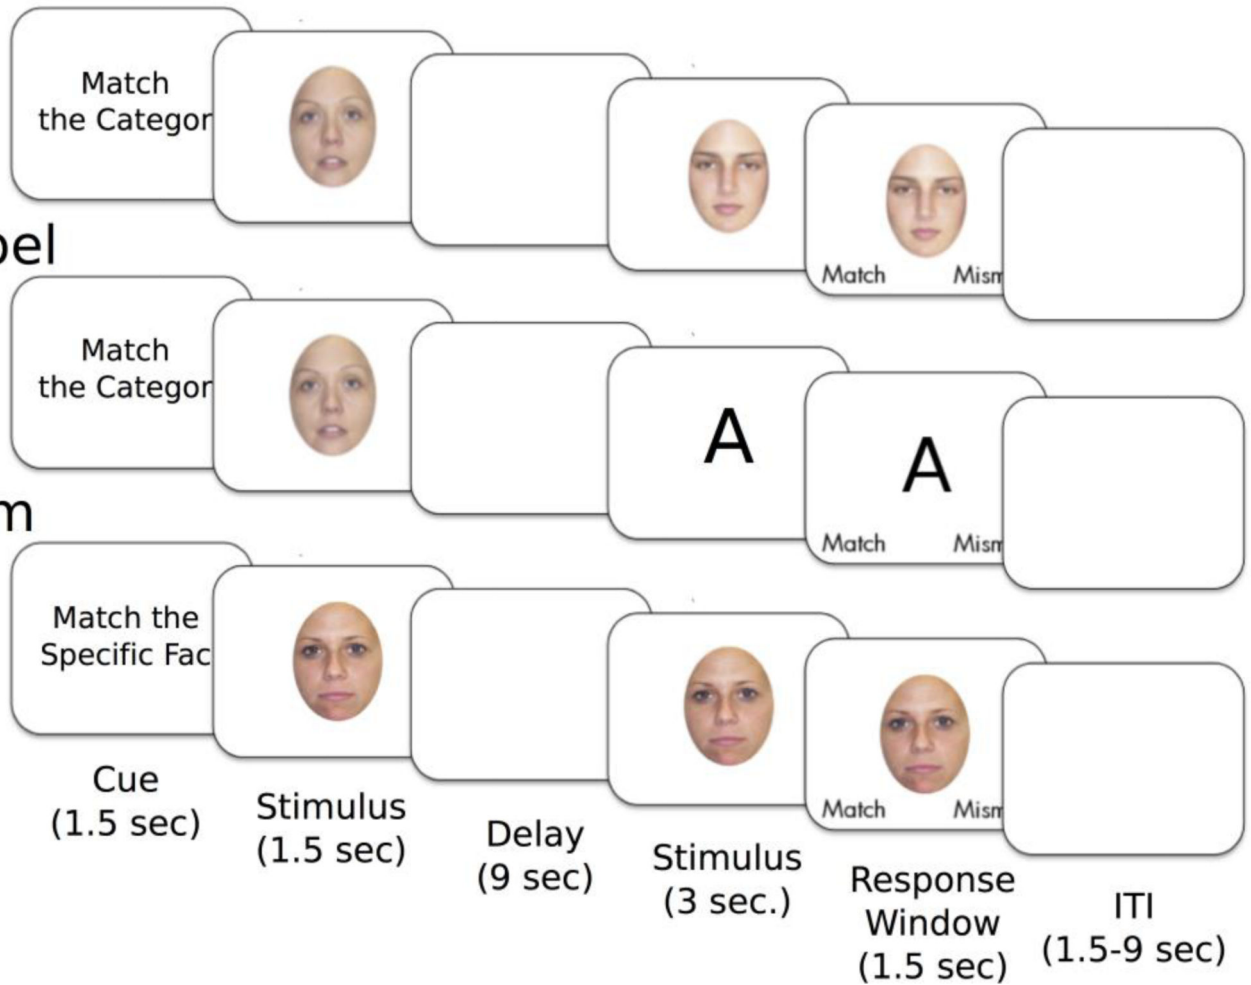 Match
the Categor
Match Mism
bel
Match
the Categor
A
A
Match Mism
m
Match the
Specific Fac
Match Mism
Cue
(1.5 sec)
Stimulus
(1.5 sec)
Delay
(9 sec)
Stimulus
(3 sec.)
Response
Window
(1.5 sec)
ITI
(1.5-9 sec)